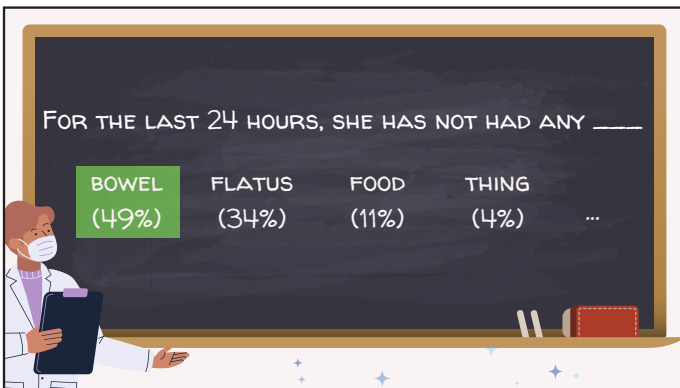 FOR THE LAST 24 HOURS, SHE HAS NOT HAD ANY ____
BOWEL FLATUS FOOD THING
(49%) (34%) (11%) (4%) ...